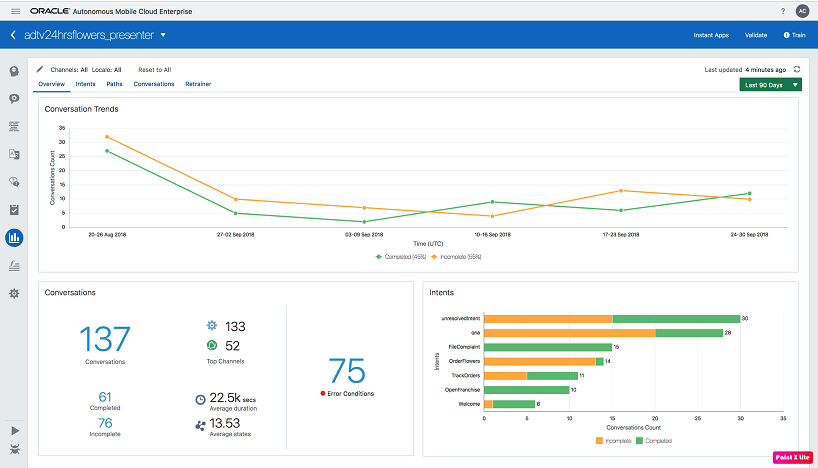 ORACLE® Autonomous Mobile Cloud Enterprise ? AC
adtv24hrsflowers_presenter Instant Apps Validate Train
Channels: All Locale: All Reset to All Last updated 4 minutes ago
Overview Intents Paths Conversations Retrainer Last 90 Days
Conversation Trends
Conversations Count
35
30
25
20
15
10
5
0
20-26 Aug 2018 27-02 Sep 2018 03-09 Sep 2018 10-16 Sep 2018 17-23 Sep 2018 24-30 Sep 2018
Time (UTC)
Completed (45%) Incomplete (55%)
Conversations
137
Conversations
133
52
Top Channels
61
Completed
76
Incomplete
22.5k secs
Average duration
13.53
Average states
75
Error Conditions
Intents
Intents
unresolvedIntent 30
qna 28
FileComplaint 15
OrderFlowers 14
TrackOrders 11
OpenFranchise 10
Welcome 6
0 5 10 15 20 25 30 35
Conversations Count
Incomplete Completed
Paint X Lite